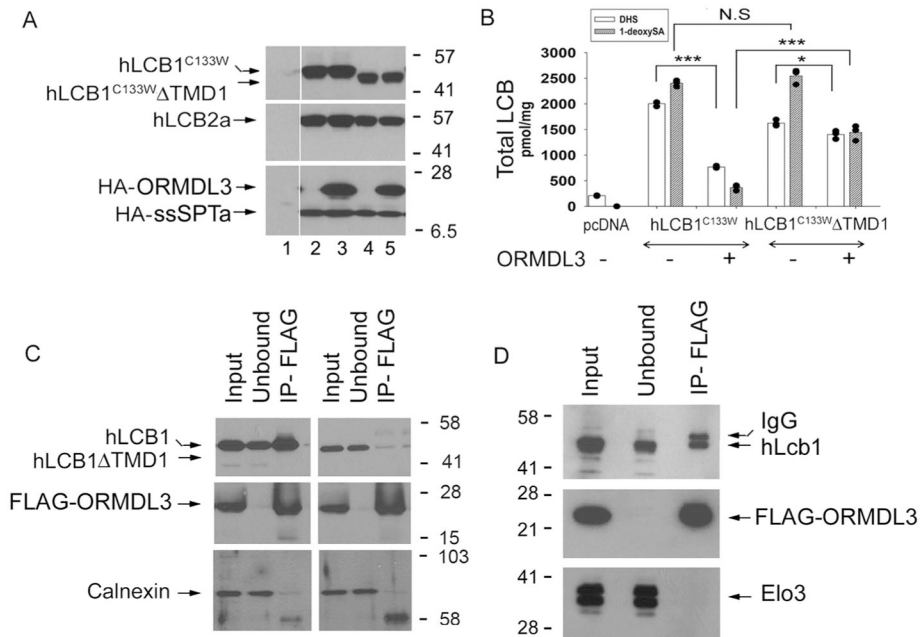 A
hLCB1C133W
hLCB1C133WΔTMD1
hLCB2a
HA-ORMDL3
HA-ssSPTa
- 57
- 41
- 57
- 41
- 28
- 6.5
1 2 3 4 5
B
N.S
DHS
1-deoxySA
***
***
*
Total LCB
pmol/mg
3000
2500
2000
1500
1000
500
0
pcDNA hLCB1C133W hLCB1C133WΔTMD1
ORMDL3 - - + - +
C
Input Unbound IP- FLAG Input Unbound IP- FLAG
hLCB1
hLCB1ΔTMD1
FLAG-ORMDL3
Calnexin
- 58
- 41
- 28
- 15
- 103
- 58
D
Input Unbound IP- FLAG
58 -
41 -
28 -
21 -
41 -
28 -
IgG
hLcb1
FLAG-ORMDL3
Elo3